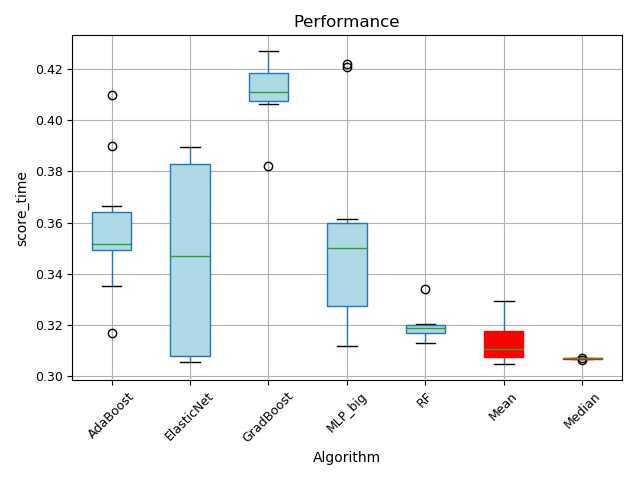 Performance
score_time
0.42
0.40
0.38
0.36
0.34
0.32
0.30
AdaBoost
ElasticNet
GradBoost
MLP_big
RF
Mean
Median
Algorithm